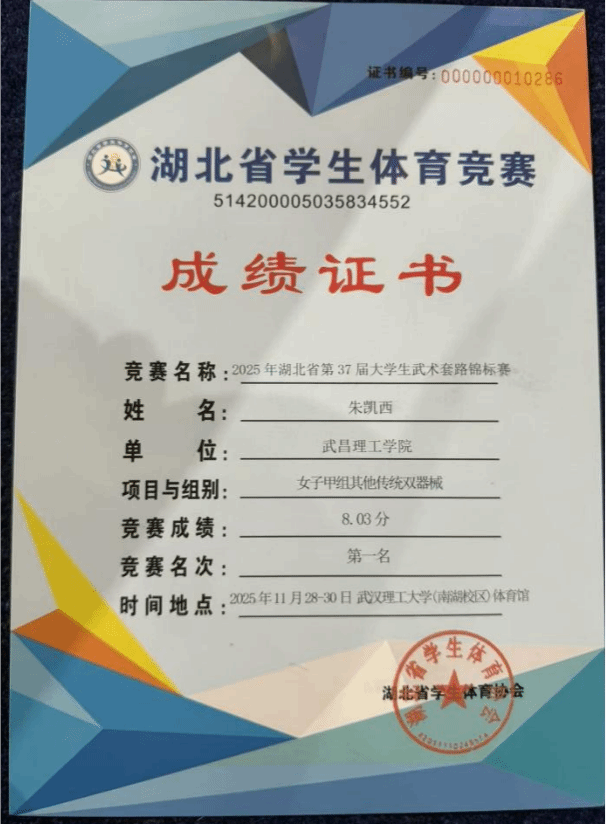 证书编号：000000010286
湖北省学生体育竞赛
514200005035834552
成绩证书
竞赛名称：2025年湖北省第37届大学生武术套路锦标赛
姓名：朱凯西
单位：武昌理工学院
项目与组别：女子甲组其他传统双器械
竞赛成绩：8.03分
竞赛名次：第一名
时间地点：2025年11月28-30日 武汉理工大学(南湖校区)体育馆
湖北省学生体育协会